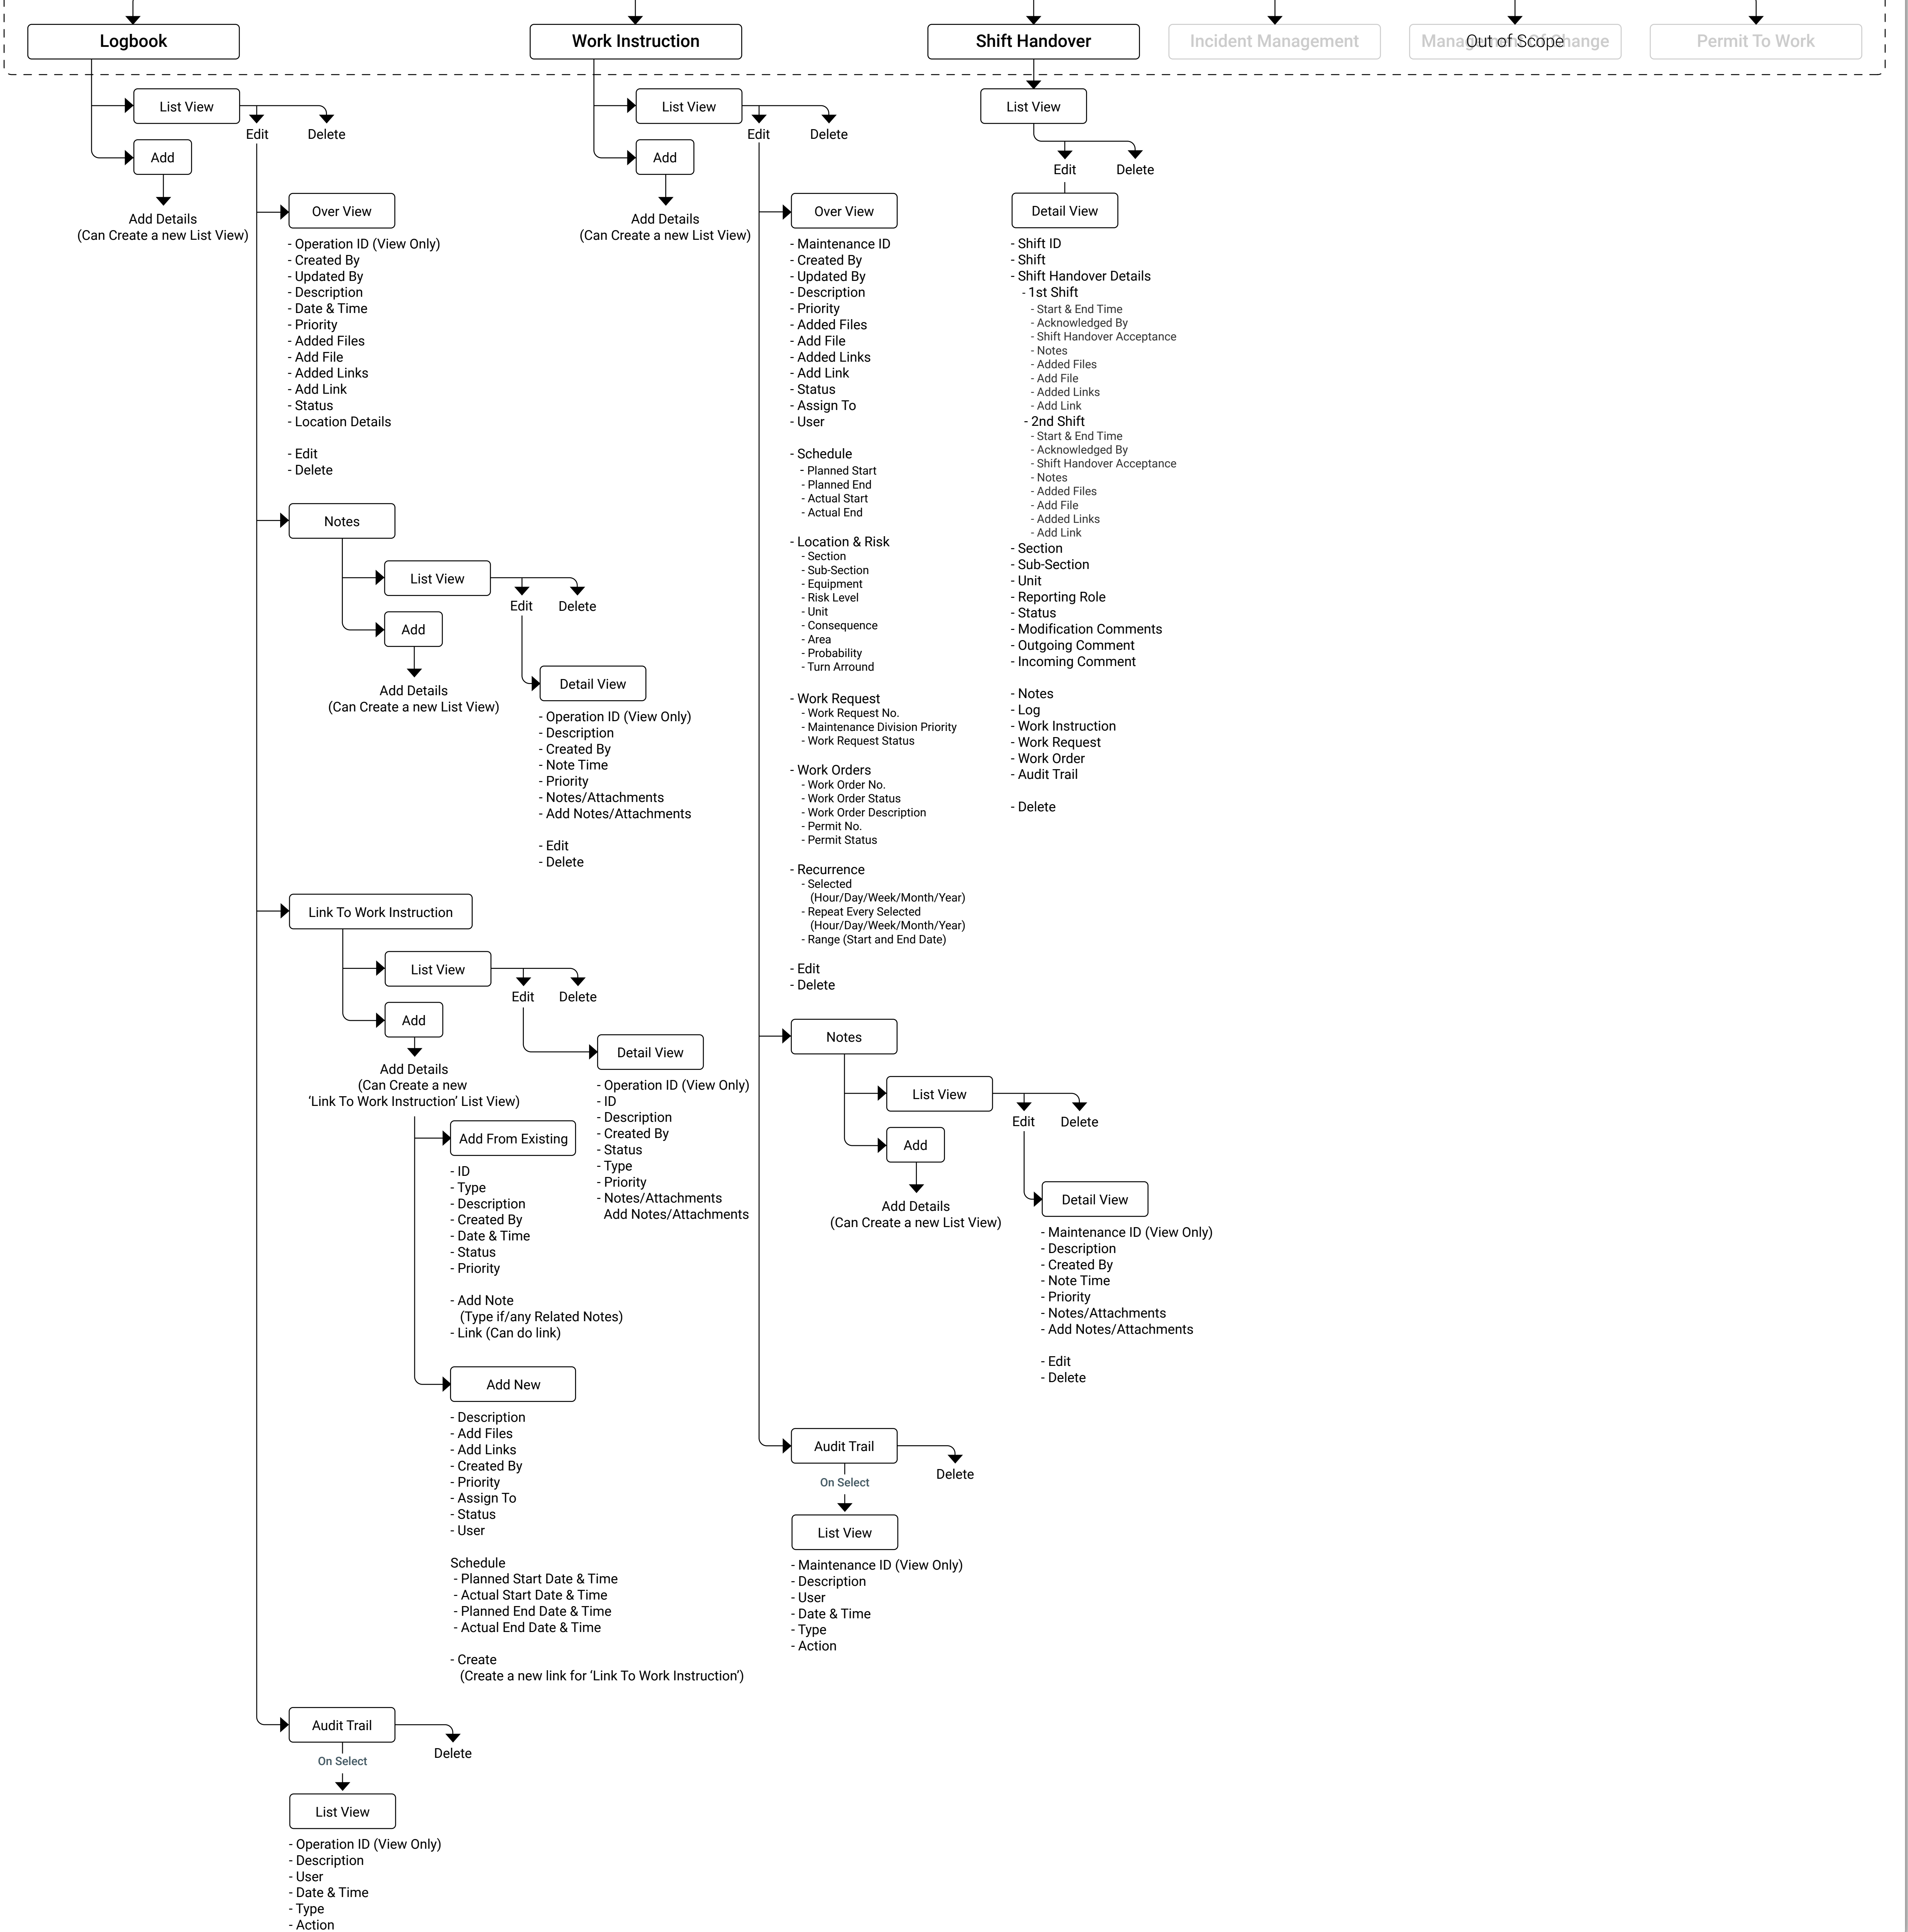 Logbook
Work Instruction
Shift Handover
Incident Management
Management Of Change
Out of Scope
Permit To Work
List View
Edit
Delete
Add
Add Details
(Can Create a new List View)
Over View
- Operation ID (View Only)
- Created By
- Updated By
- Description
- Date & Time
- Priority
- Added Files
- Add File
- Added Links
- Add Link
- Status
- Location Details
- Edit
- Delete
Notes
List View
Edit
Delete
Add
Add Details
(Can Create a new List View)
Detail View
- Operation ID (View Only)
- Description
- Created By
- Note Time
- Priority
- Notes/Attachments
- Add Notes/Attachments
- Edit
- Delete
Link To Work Instruction
List View
Edit
Delete
Add
Add Details
(Can Create a new
‘Link To Work Instruction’ List View)
Detail View
- Operation ID (View Only)
- ID
- Description
- Created By
- Status
- Type
- Priority
- Notes/Attachments
Add Notes/Attachments
Add From Existing
- ID
- Type
- Description
- Created By
- Date & Time
- Status
- Priority
- Add Note
(Type if/any Related Notes)
- Link (Can do link)
Add New
- Description
- Add Files
- Add Links
- Created By
- Priority
- Assign To
- Status
- User
Schedule
- Planned Start Date & Time
- Actual Start Date & Time
- Planned End Date & Time
- Actual End Date & Time
- Create
(Create a new link for ‘Link To Work Instruction’)
Audit Trail
Delete
On Select
List View
- Operation ID (View Only)
- Description
- User
- Date & Time
- Type
- Action
List View
Edit
Delete
Add
Add Details
(Can Create a new List View)
Over View
- Maintenance ID
- Created By
- Updated By
- Description
- Priority
- Added Files
- Add File
- Added Links
- Add Link
- Status
- Assign To
- User
- Schedule
- Planned Start
- Planned End
- Actual Start
- Actual End
- Location & Risk
- Section
- Sub-Section
- Equipment
- Risk Level
- Unit
- Consequence
- Area
- Probability
- Turn Arround
- Work Request
- Work Request No.
- Maintenance Division Priority
- Work Request Status
- Work Orders
- Work Order No.
- Work Order Status
- Work Order Description
- Permit No.
- Permit Status
- Recurrence
- Selected
(Hour/Day/Week/Month/Year)
- Repeat Every Selected
(Hour/Day/Week/Month/Year)
- Range (Start and End Date)
- Edit
- Delete
Notes
List View
Edit
Delete
Add
Add Details
(Can Create a new List View)
Detail View
- Maintenance ID (View Only)
- Description
- Created By
- Note Time
- Priority
- Notes/Attachments
- Add Notes/Attachments
- Edit
- Delete
Audit Trail
Delete
On Select
List View
- Maintenance ID (View Only)
- Description
- User
- Date & Time
- Type
- Action
List View
Edit
Delete
Detail View
- Shift ID
- Shift
- Shift Handover Details
- 1st Shift
- Start & End Time
- Acknowledged By
- Shift Handover Acceptance
- Notes
- Added Files
- Add File
- Added Links
- Add Link
- 2nd Shift
- Start & End Time
- Acknowledged By
- Shift Handover Acceptance
- Notes
- Added Files
- Add File
- Added Links
- Add Link
- Section
- Sub-Section
- Unit
- Reporting Role
- Status
- Modification Comments
- Outgoing Comment
- Incoming Comment
- Notes
- Log
- Work Instruction
- Work Request
- Work Order
- Audit Trail
- Delete